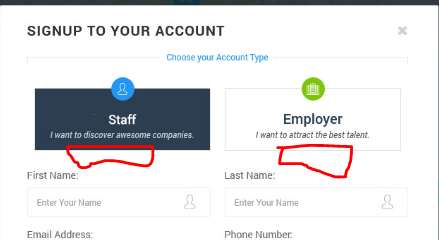 SIGNUP TO YOUR ACCOUNT
Choose your Account Type
Staff
I want to discover awesome companies.
Employer
I want to attract the best talent.
First Name:
Last Name:
Enter Your Name
Enter Your Name
Email Address:
Phone Number: